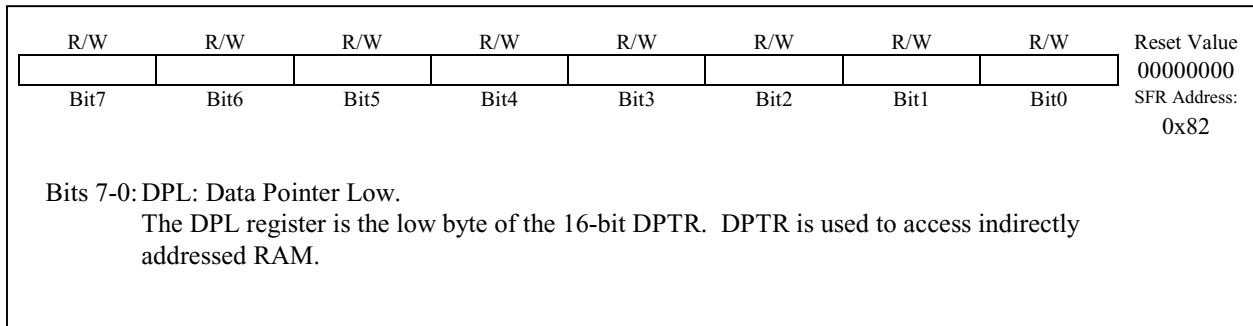 R/W R/W R/W R/W R/W R/W R/W R/W Reset Value
00000000
Bit7 Bit6 Bit5 Bit4 Bit3 Bit2 Bit1 Bit0 SFR Address:
0x82
Bits 7-0: DPL: Data Pointer Low.
The DPL register is the low byte of the 16-bit DPTR. DPTR is used to access indirectly
addressed RAM.